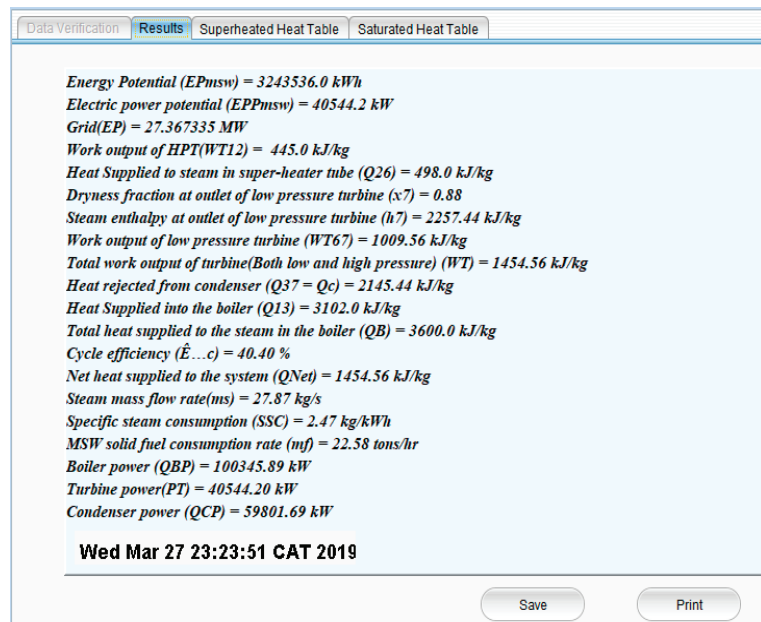 Data Verification Results Superheated Heat Table Saturated Heat Table
Energy Potential (EPmsw) = 3243536.0 kWh
Electric power potential (EPPmsw) = 40544.2 kW
Grid(EP) = 27.367335 MW
Work output of HPT(WT12) = 445.0 kJ/kg
Heat Supplied to steam in super-heater tube (Q26) = 498.0 kJ/kg
Dryness fraction at outlet of low pressure turbine (x7) = 0.88
Steam enthalpy at outlet of low pressure turbine (h7) = 2257.44 kJ/kg
Work output of low pressure turbine (WT67) = 1009.56 kJ/kg
Total work output of turbine(Both low and high pressure) (WT) = 1454.56 kJ/kg
Heat rejected from condenser (Q37 = Qc) = 2145.44 kJ/kg
Heat Supplied into the boiler (Q13) = 3102.0 kJ/kg
Total heat supplied to the steam in the boiler (QB) = 3600.0 kJ/kg
Cycle efficiency (Ê…c) = 40.40 %
Net heat supplied to the system (QNet) = 1454.56 kJ/kg
Steam mass flow rate(ms) = 27.87 kg/s
Specific steam consumption (SSC) = 2.47 kg/kWh
MSW solid fuel consumption rate (mf) = 22.58 tons/hr
Boiler power (QBP) = 100345.89 kW
Turbine power(PT) = 40544.20 kW
Condenser power (QCP) = 59801.69 kW
Wed Mar 27 23:23:51 CAT 2019
Save Print